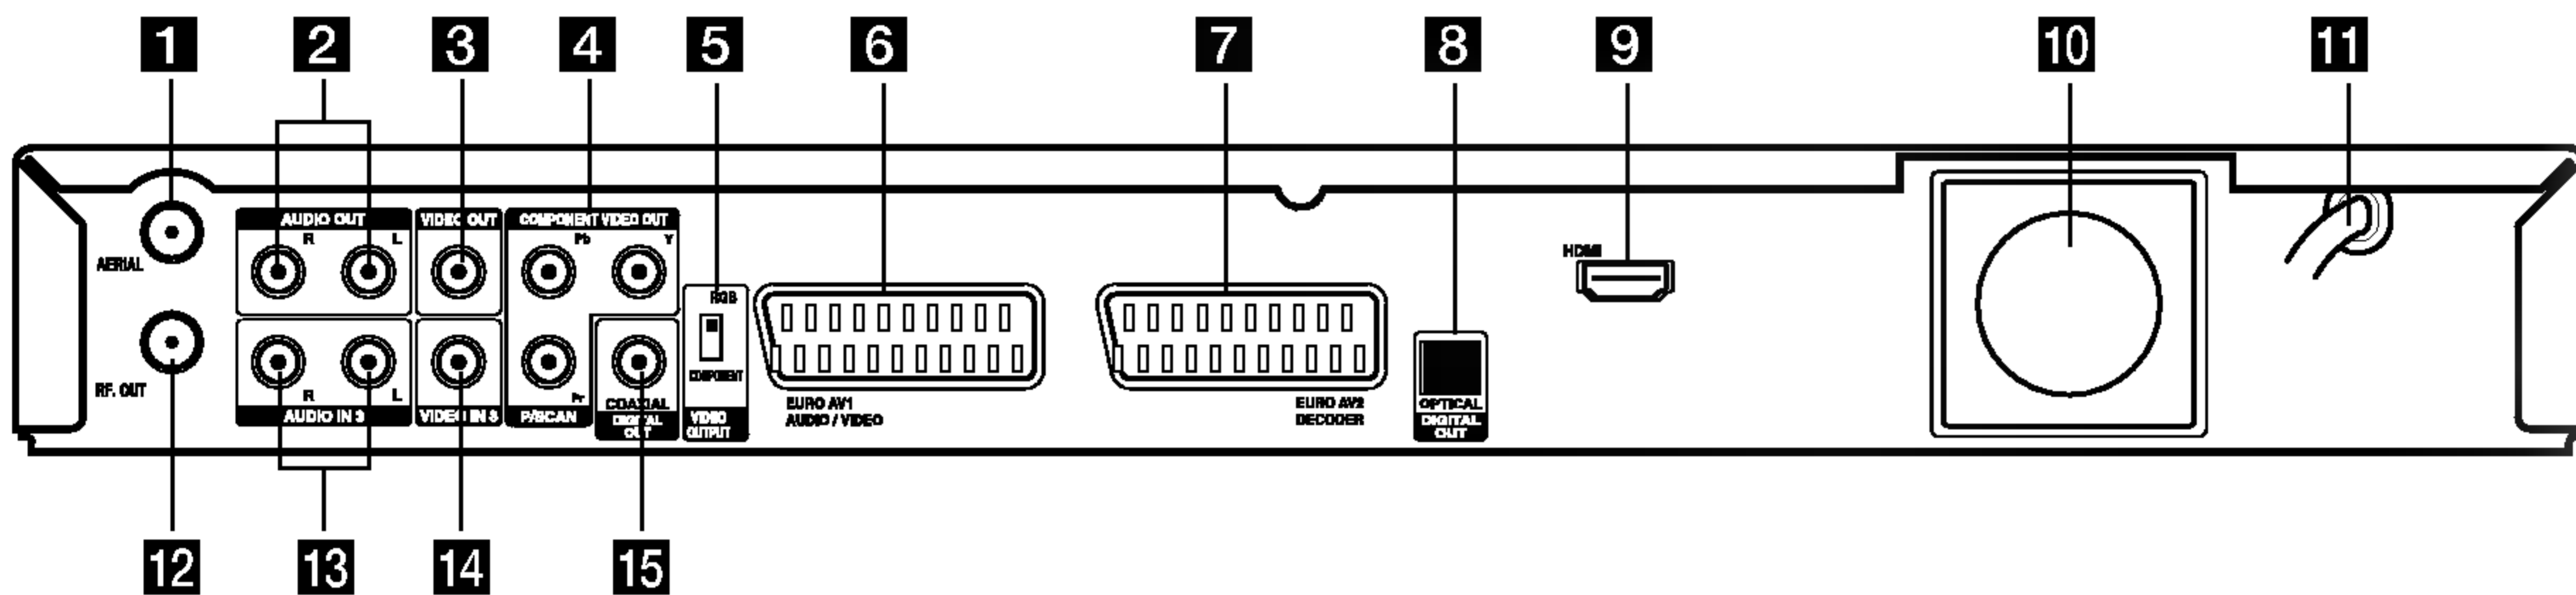 1 2 3 4 5 6 7 8 9 10 11
AUDIO OUT
R L
VIDEO OUT
COMPONENT VIDEO OUT
Pb Y
AERIAL
RF. OUT
R L
AUDIO IN 3
VIDEO IN 3
Pr
P/SCAN
COAXIAL
DIGITAL
OUT
RGB
COMPONENT
VIDEO
OUTPUT
EURO AV1
AUDIO / VIDEO
EURO AV2
DECODER
OPTICAL
DIGITAL
OUT
HDMI
12 13 14 15